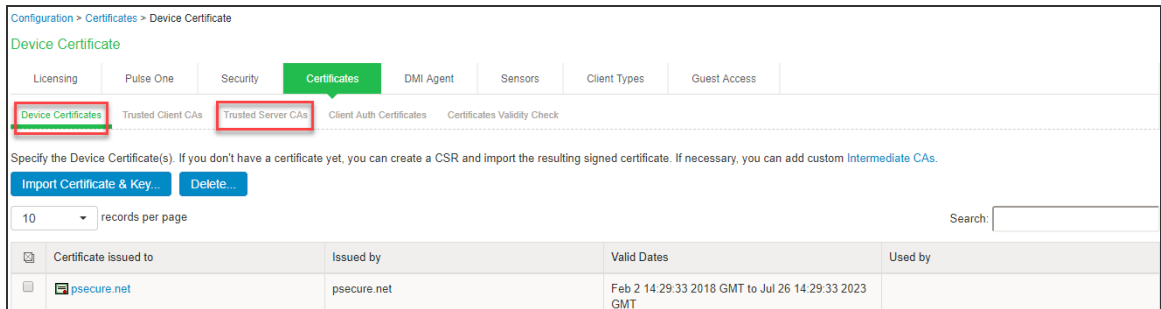 Configuration > Certificates > Device Certificate
Device Certificate
Licensing Pulse One Security Certificates DMI Agent Sensors Client Types Guest Access
Device Certificates Trusted Client CAs Trusted Server CAs Client Auth Certificates Certificates Validity Check
Specify the Device Certificate(s). If you don't have a certificate yet, you can create a CSR and import the resulting signed certificate. If necessary, you can add custom Intermediate CAs.
Import Certificate & Key... Delete...
10 records per page Search:
Certificate issued to Issued by Valid Dates Used by
psecure.net psecure.net Feb 2 14:29:33 2018 GMT to Jul 26 14:29:33 2023
GMT